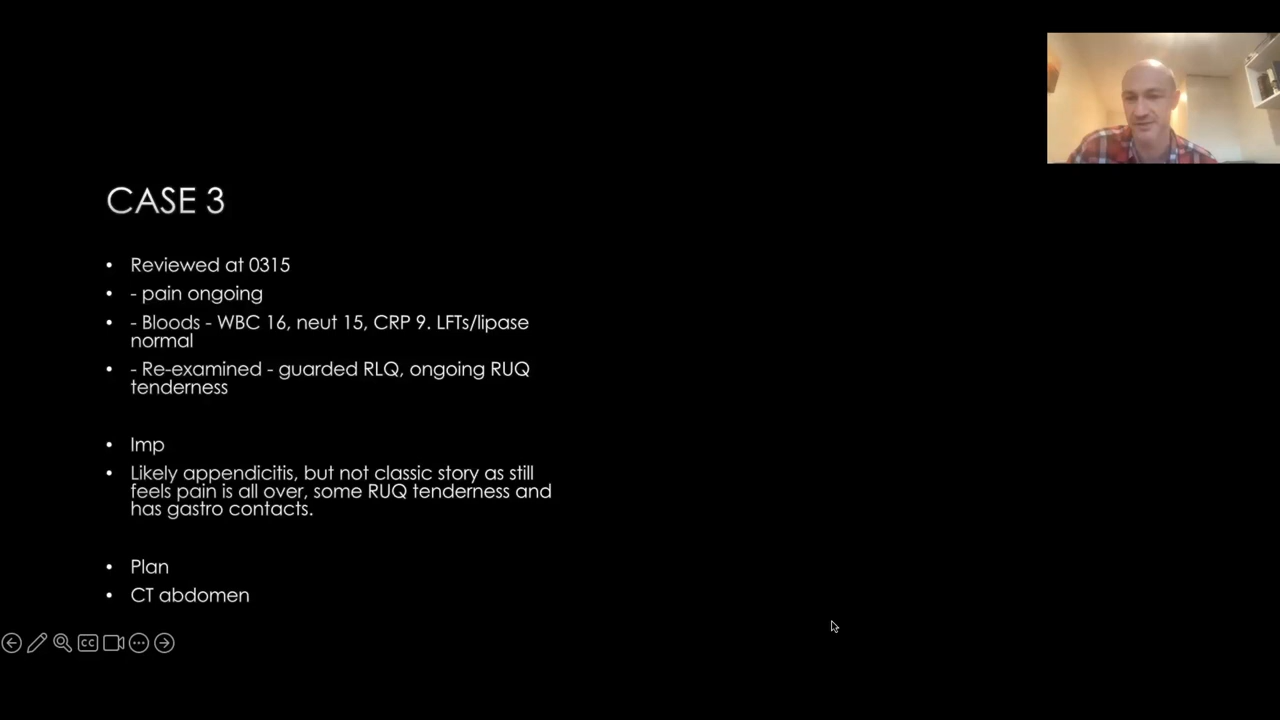 CASE 3
• Reviewed at 0315
• - pain ongoing
• - Bloods - WBC 16, neut 15, CRP 9. LFTs/lipase
normal
• - Re-examined - guarded RLQ, ongoing RUQ
tenderness
• Imp
• Likely appendicitis, but not classic story as still
feels pain is all over, some RUQ tenderness and
has gastro contacts.
• Plan
• CT abdomen
CC